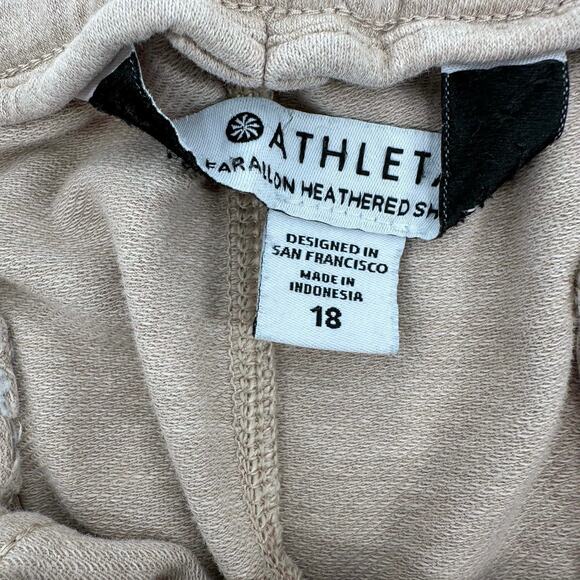 ATHLET
FARALLON HEATHERED SH
DESIGNED IN
SAN FRANCISCO
MADE IN
INDONESIA
18